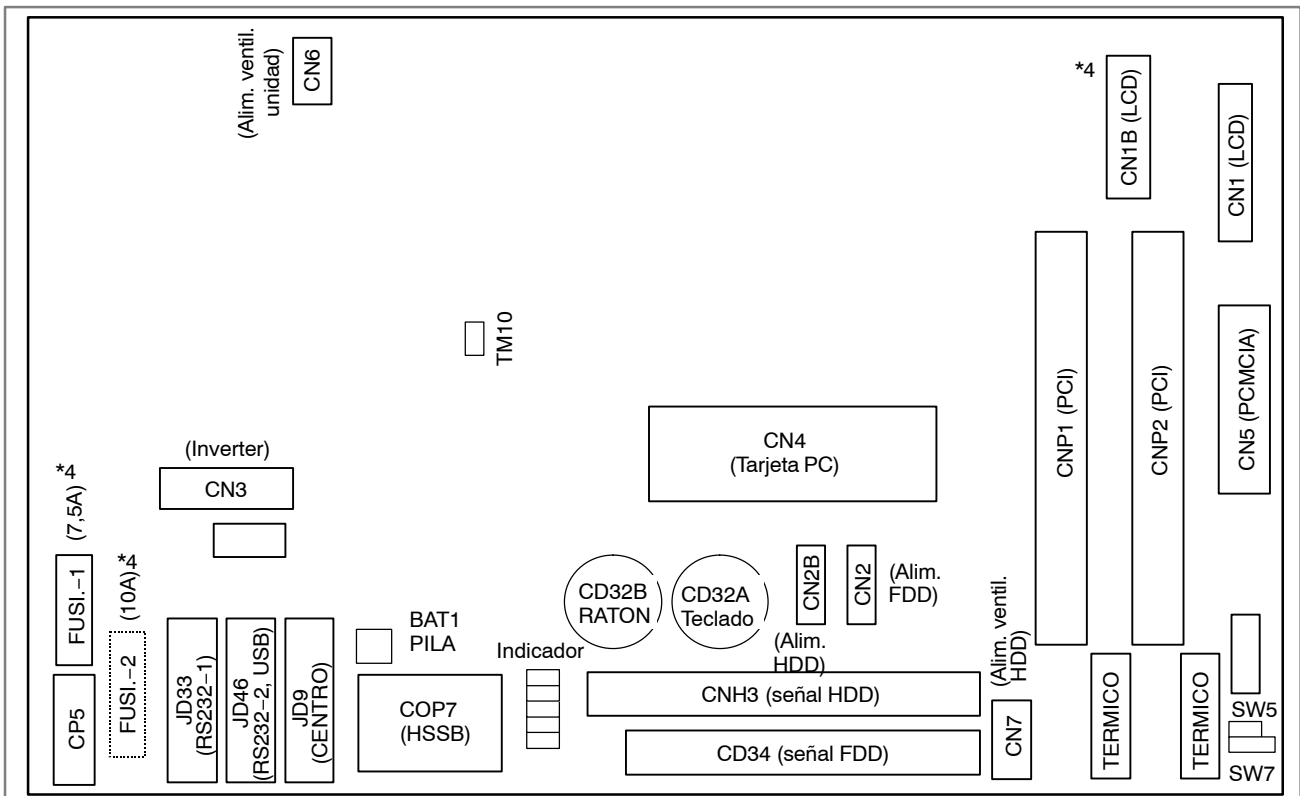 (Alim. ventil.
unidad)
CN6
*4
CN1B (LCD)
CN1 (LCD)
TM10
CNP1 (PCI)
CNP2 (PCI)
CN5 (PCMCIA)
CN4
(Tarjeta PC)
(Inverter)
CN3
(7,5A)
*4
FUSI.−1
(10A)
*4
FUSI.−2
CP5
JD33
(RS232−1)
JD46
(RS232−2, USB)
JD9
(CENTRO)
BAT1
PILA
COP7
(HSSB)
Indicador
CD32B
RATON
CD32A
Teclado
CN2B
(Alim.
HDD)
CN2
(Alim.
FDD)
CNH3 (señal HDD)
CD34 (señal FDD)
(Alim. ventil.
HDD)
CN7
TERMICO
TERMICO
SW5
SW7